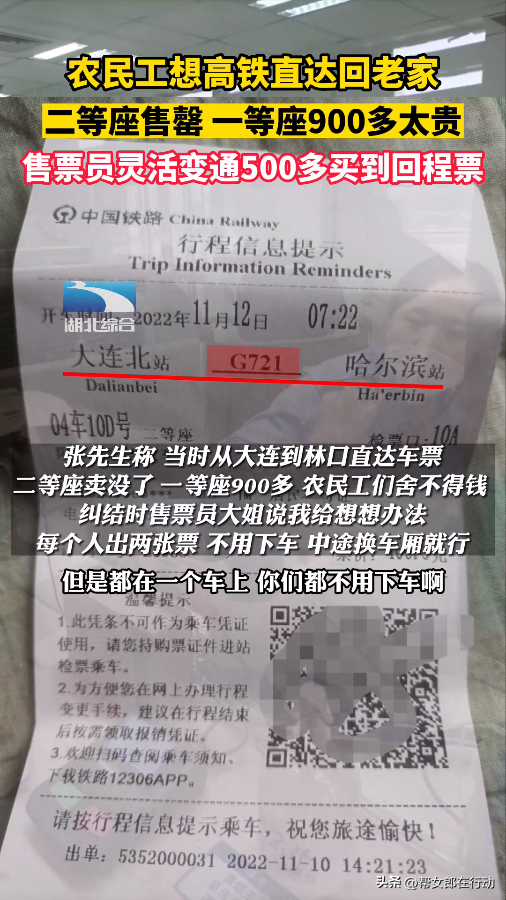 农民工想高铁直达回老家
二等座售罄 一等座900多太贵
售票员灵活变通500多买到回程票
中国铁路 China Railway
行程信息提示
Trip Information Reminders
湖北综合
2022年11月12日 07:22
大连北站 G721 哈尔滨站
Dalianbei Ha'erbin
04车10D号 二等座 检票口:10A
张先生称 当时从大连到林口直达车票
二等座卖没了 一等座900多 农民工们舍不得钱
纠结时售票员大姐说我给想想办法
每个人出两张票 不用下车 中途换车厢就行
但是都在一个车上 你们都不用下车啊
温馨提示
1.此凭条不可作为乘车凭证
使用,请您持购票证件进站
检票乘车。
2.为方便您在网上办理行程
变更手续,建议在行程结束
后按需领取报销凭证。
3.欢迎扫码查阅乘车须知、
下载铁路12306APP。
请按行程信息提示乘车,祝您旅途愉快!
出单:5352000031 2022-11-10 14:21:23
头条 @帮女郎在行动